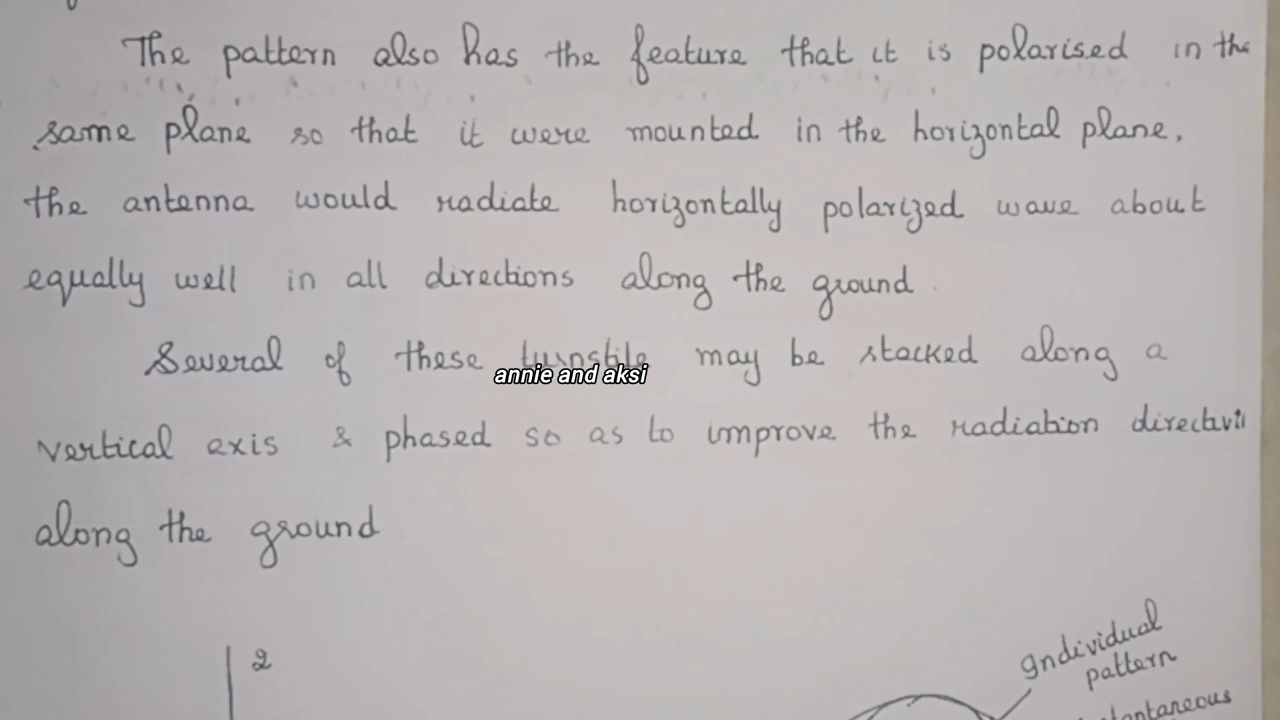 The pattern also has the feature that it is polarised in the
same plane so that it were mounted in the horizontal plane,
the antenna would radiate horizontally polarized wave about
equally well in all directions along the ground.
Several of these turnstile may be stacked along a
annie and aksi
vertical axis & phased so as to improve the radiation
along the ground
2
Individual
pattern